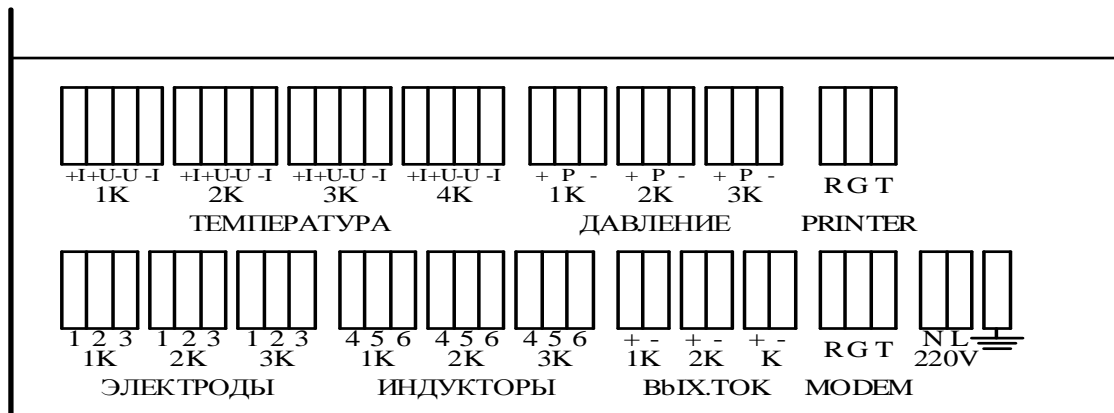 +I+U-U -I +I+U-U -I +I+U-U -I +I+U-U -I + P - + P - + P -
1K 2K 3K 4K 1K 2K 3K R G T
ТЕМПЕРАТУРА ДАВЛЕНИЕ PRINTER
1 2 3 1 2 3 1 2 3 4 5 6 4 5 6 4 5 6 + - + - + - N L
1K 2K 3K 1K 2K 3K 1K 2K K R G T 220V
ЭЛЕКТРОДЫ ИНДУКТОРЫ ВЫХ.ТОК MODEM